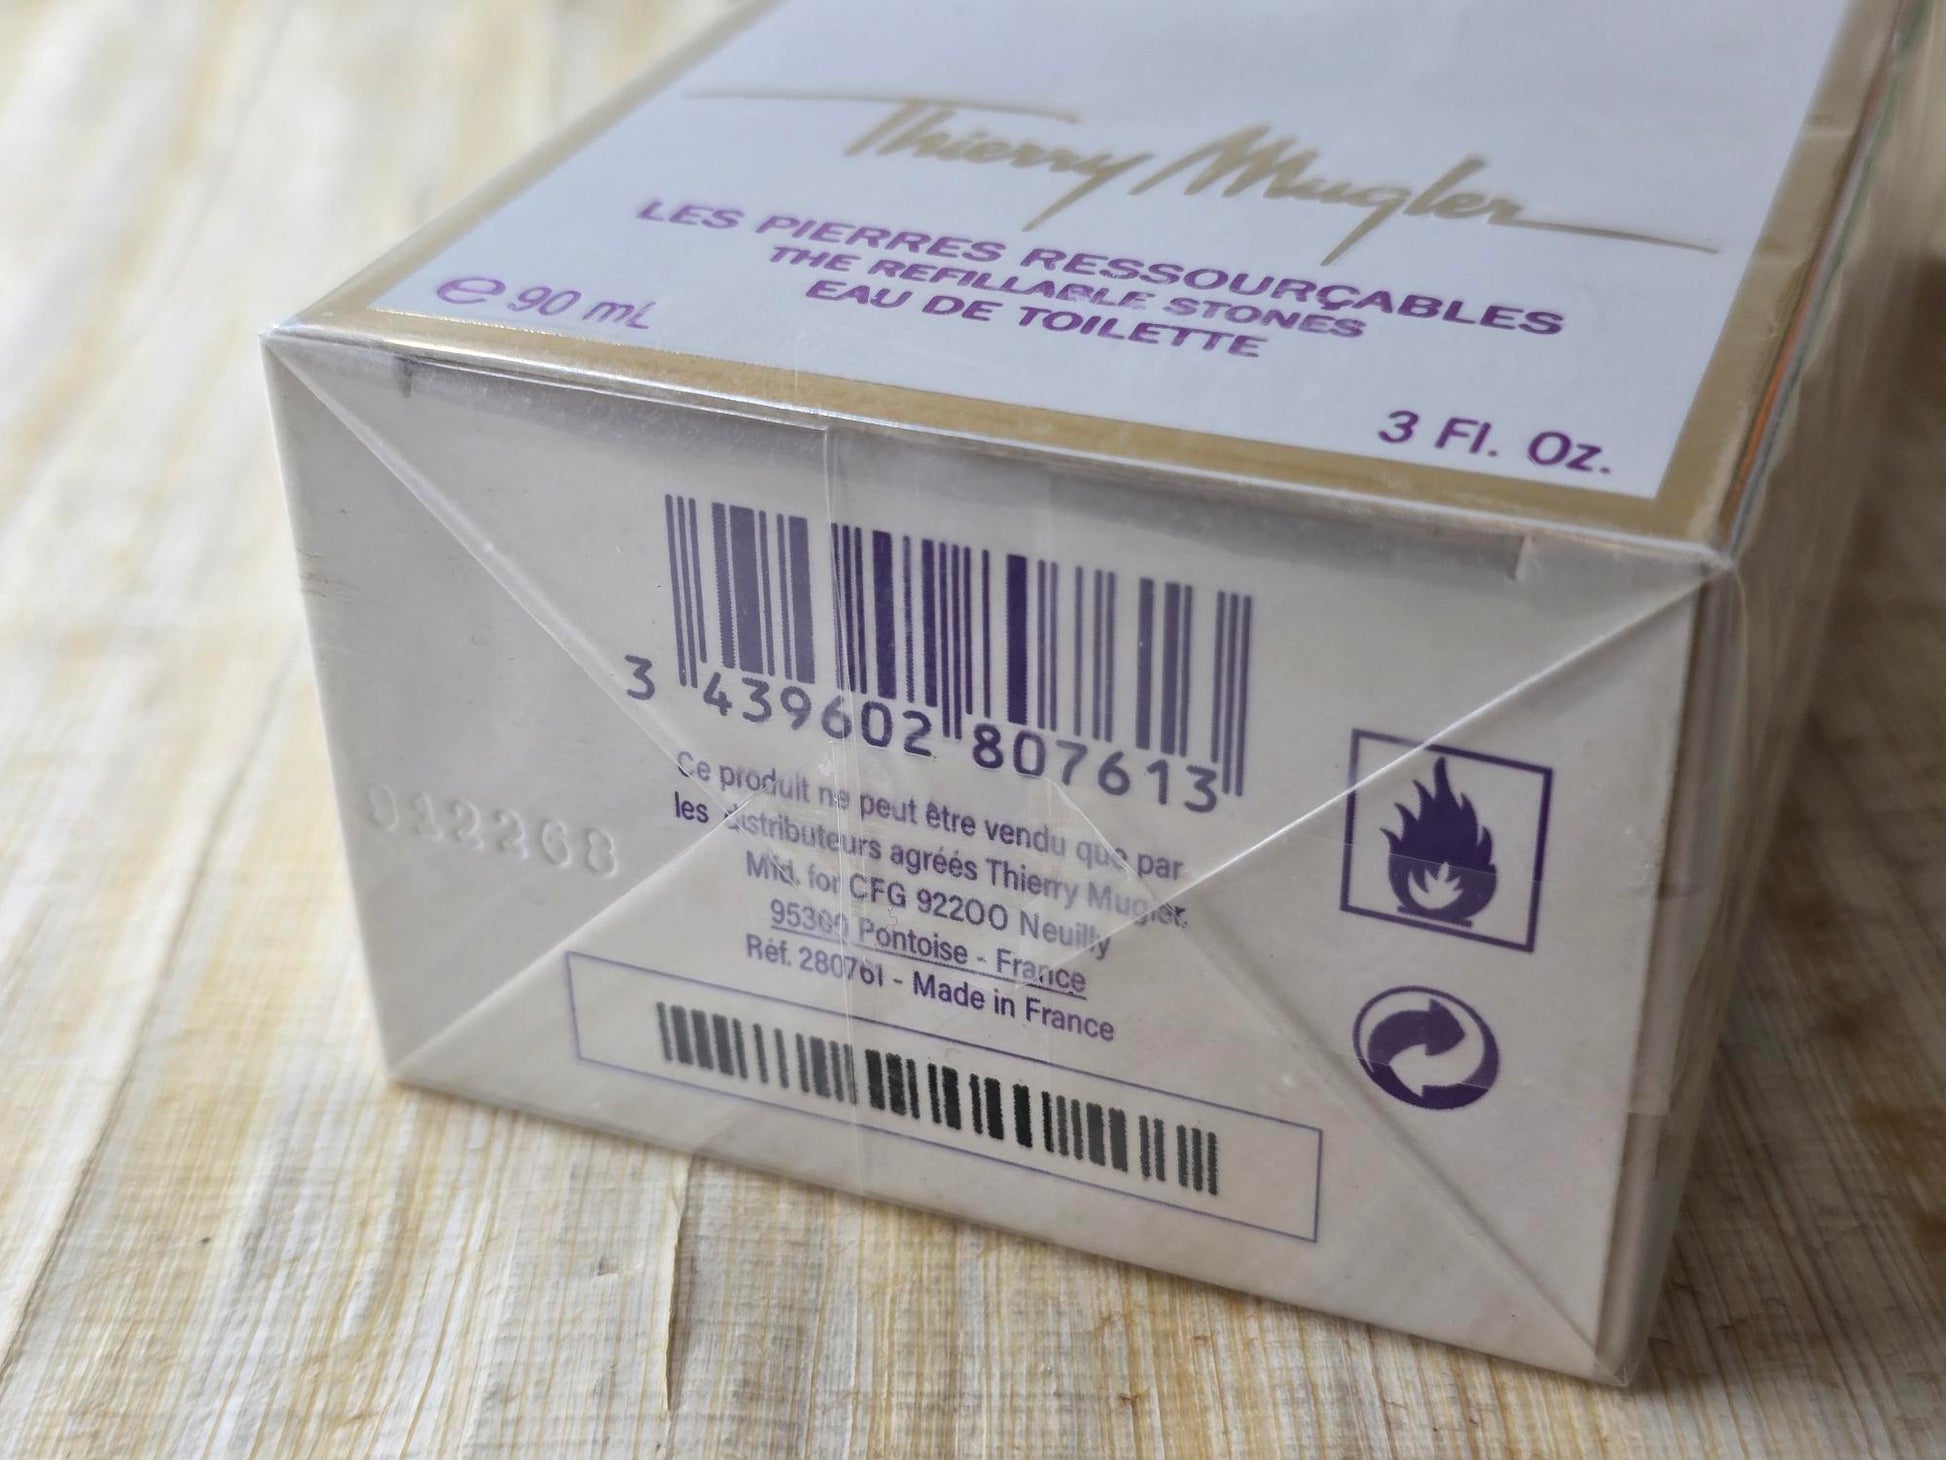 Thierry Mugler
LES PIERRES RESSOURÇABLES
THE REFILLABLE STONES
EAU DE TOILETTE
e 90 mL
3 Fl. Oz.
3 439602 807613
Ce produit ne peut être vendu que par
les distributeurs agréés Thierry Mugler.
Mid. for CFG 92200 Neuilly
95300 Pontoise - France
Réf. 280761 - Made in France
012268